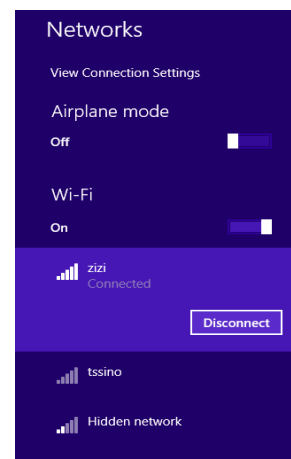 Networks
View Connection Settings
Airplane mode
Off
Wi-Fi
On
zizi
Connected
Disconnect
tssino
Hidden network